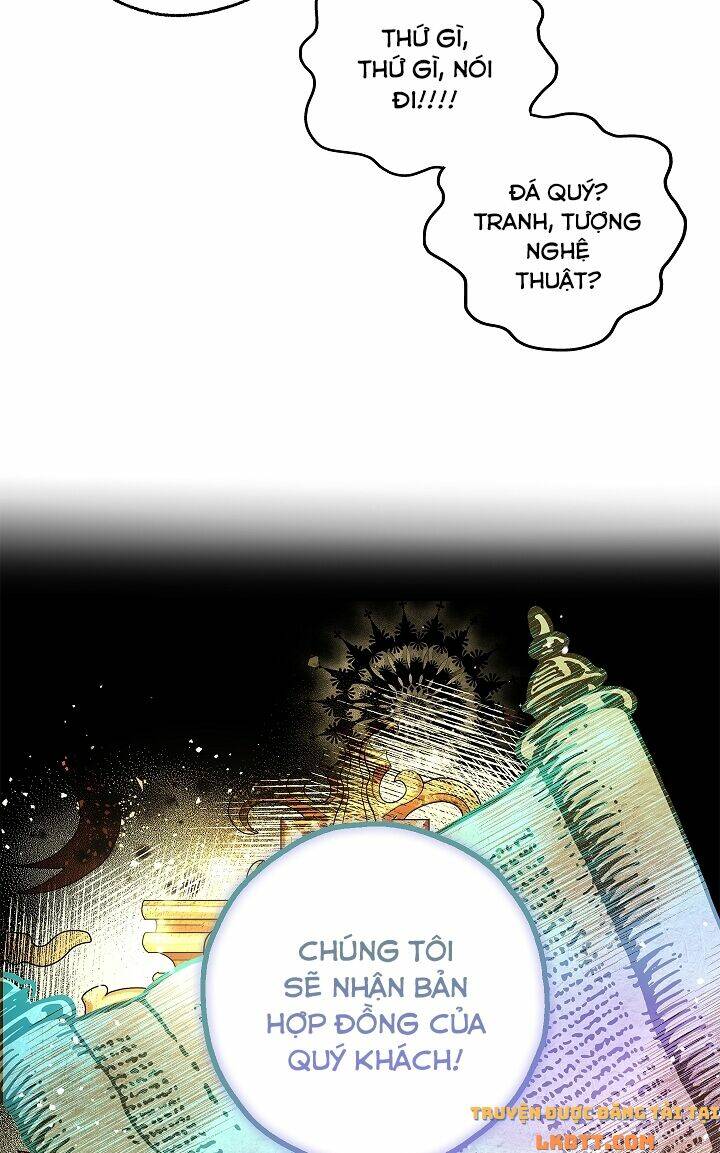 THỨ GÌ,
THỨ GÌ, NÓI
ĐI!!!!
ĐÁ QUÝ?
TRANH, TƯỢNG
NGHỆ
THUẬT?
CHÚNG TÔI
SẼ NHẬN BẢN
HỢP ĐỒNG CỦA
QUÝ KHÁCH!
TRUYỆN ĐƯỢC ĐĂNG TẢI TẠI
LKDTT.COM